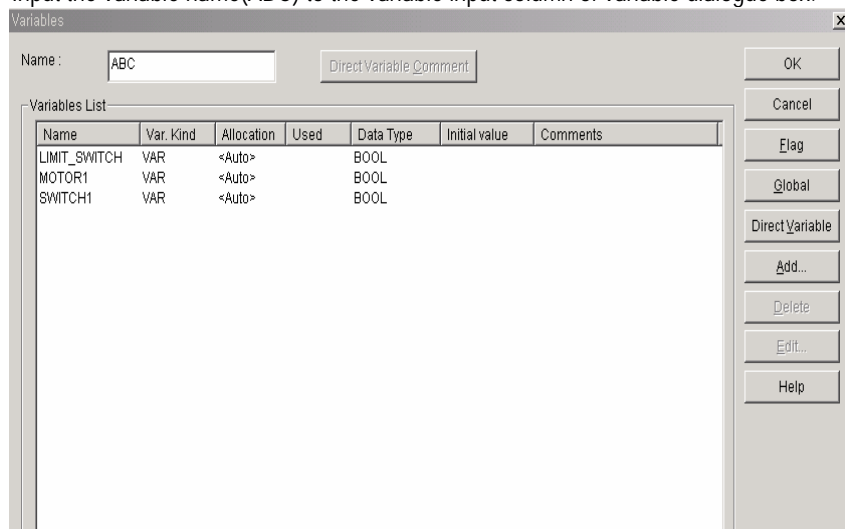 Input the variable name(ABC) to the variable input column of variable dialogue box.
Variables
Name : ABC Direct Variable Comment
OK
Variables List
Cancel
Name Var. Kind Allocation Used Data Type Initial value Comments
LIMIT_SWITCH VAR <Auto> BOOL
MOTOR1 VAR <Auto> BOOL
SWITCH1 VAR <Auto> BOOL
Flag
Global
Direct Variable
Add...
Delete
Edit...
Help